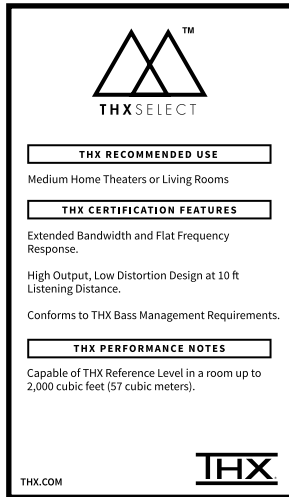 TM
THX SELECT
THX RECOMMENDED USE
Medium Home Theaters or Living Rooms
THX CERTIFICATION FEATURES
Extended Bandwidth and Flat Frequency
Response.
High Output, Low Distortion Design at 10 ft
Listening Distance.
Conforms to THX Bass Management Requirements.
THX PERFORMANCE NOTES
Capable of THX Reference Level in a room up to
2,000 cubic feet (57 cubic meters).
THX.COM
THX